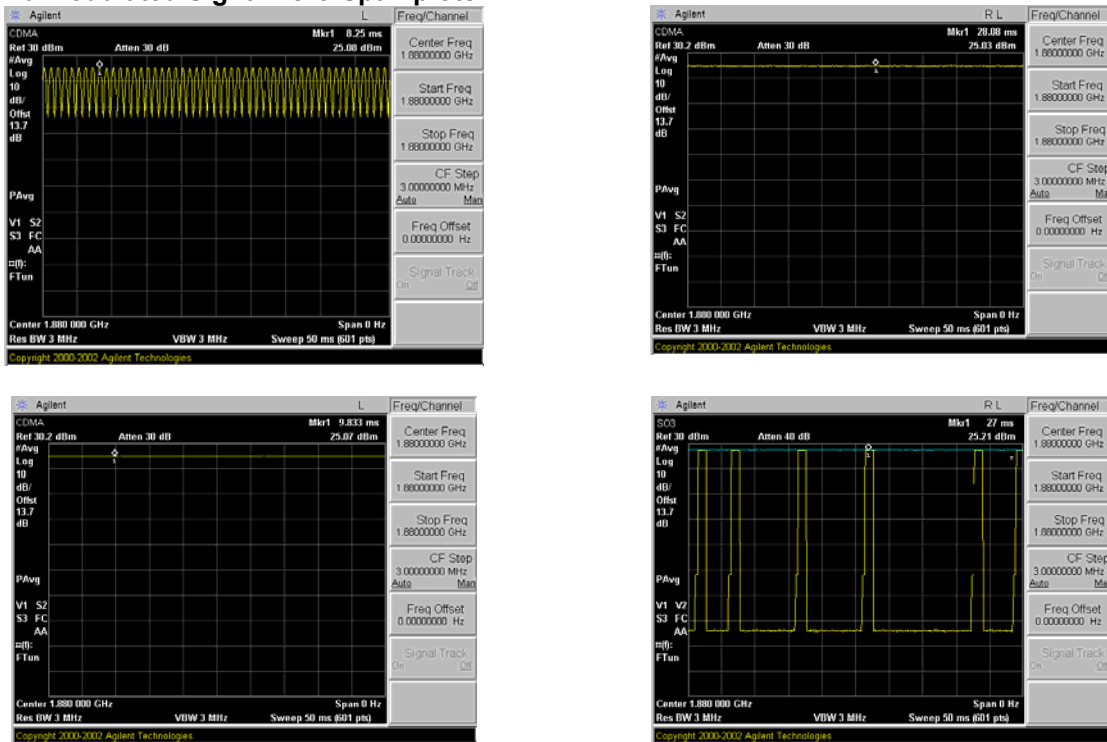 Agilent L Freq/Channel
CDMA Mkr1 8.25 ms
Ref 30 dBm Atten 30 dB 25.08 dBm
#Avg
Log
10
dB/
Offst
13.7
dB
PAvg
V1 S2
S3 FC
AA
¤(f):
FTun
1
Center 1.880 000 GHz Span 0 Hz
Res BW 3 MHz VBW 3 MHz Sweep 50 ms (601 pts)
Copyright 2000-2002 Agilent Technologies
Center Freq
1.88000000 GHz
Start Freq
1.88000000 GHz
Stop Freq
1.88000000 GHz
CF Step
3.00000000 MHz
Auto Man
Freq Offset
0.00000000 Hz
Signal Track
On Off
Agilent R L Freq/Channel
CDMA Mkr1 28.08 ms
Ref 30.2 dBm Atten 30 dB 25.03 dBm
#Avg
Log
10
dB/
Offst
13.7
dB
PAvg
V1 S2
S3 FC
AA
¤(f):
FTun
1
Center 1.880 000 GHz Span 0 Hz
Res BW 3 MHz VBW 3 MHz Sweep 50 ms (601 pts)
Copyright 2000-2002 Agilent Technologies
Center Freq
1.88000000 GHz
Start Freq
1.88000000 GHz
Stop Freq
1.88000000 GHz
CF Step
3.00000000 MHz
Auto
Freq Offset
0.00000000 Hz
Signal Track
On
Agilent L Freq/Channel
CDMA Mkr1 9.833 ms
Ref 30.2 dBm Atten 30 dB 25.07 dBm
#Avg
Log
10
dB/
Offst
13.7
dB
PAvg
V1 S2
S3 FC
AA
¤(f):
FTun
1
Center 1.880 000 GHz Span 0 Hz
Res BW 3 MHz VBW 3 MHz Sweep 50 ms (601 pts)
Copyright 2000-2002 Agilent Technologies
Center Freq
1.88000000 GHz
Start Freq
1.88000000 GHz
Stop Freq
1.88000000 GHz
CF Step
3.00000000 MHz
Auto Man
Freq Offset
0.00000000 Hz
Signal Track
On Off
Agilent R L Freq/Channel
SO3 Mkr1 27 ms
Ref 30 dBm Atten 40 dB 25.21 dBm
#Avg
Log
10
dB/
Offst
13.7
dB
PAvg
V1 V2
S3 FC
AA
¤(f):
FTun
1
Center 1.880 000 GHz Span 0 Hz
Res BW 3 MHz VBW 3 MHz Sweep 50 ms (601 pts)
Copyright 2000-2002 Agilent Technologies
Center Freq
1.88000000 GHz
Start Freq
1.88000000 GHz
Stop Freq
1.88000000 GHz
CF Step
3.00000000 MHz
Auto Man
Freq Offset
0.00000000 Hz
Signal Track
On